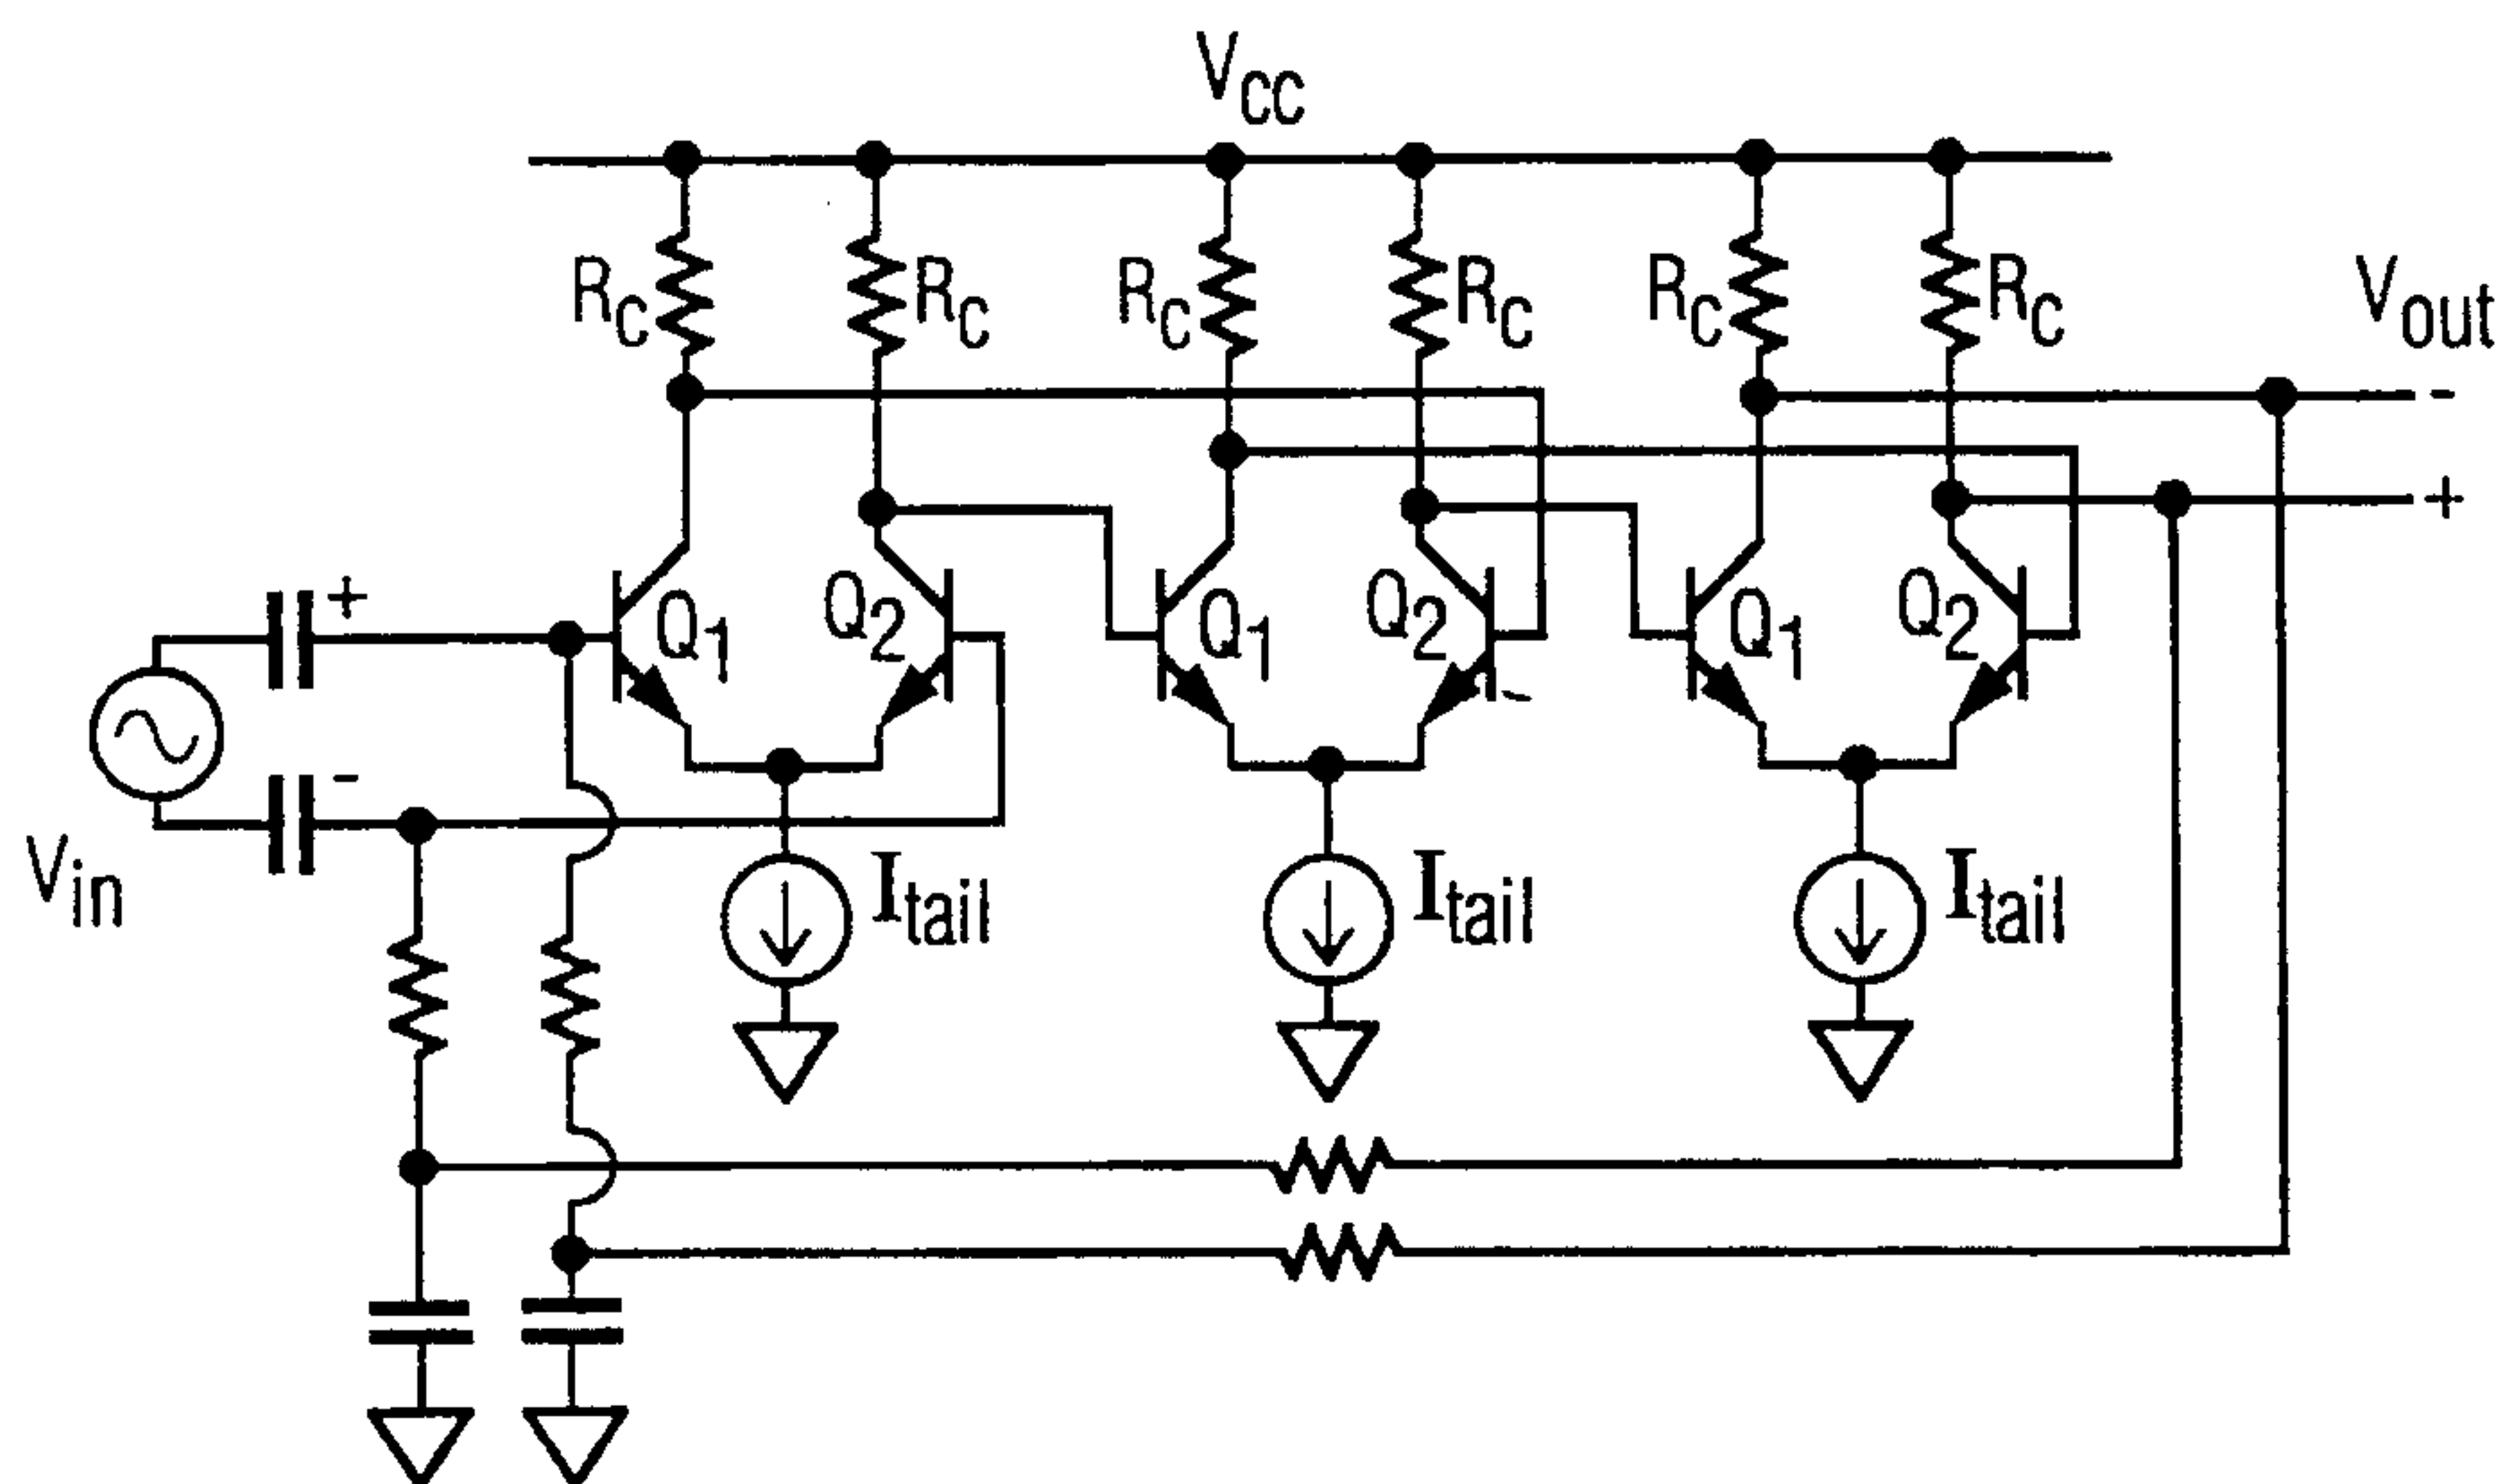 VCC
RC RC RC RC RC RC Vout
-
+
+
Q1 Q2 Q1 Q2 Q1 Q2
-
Vin
Itail Itail Itail